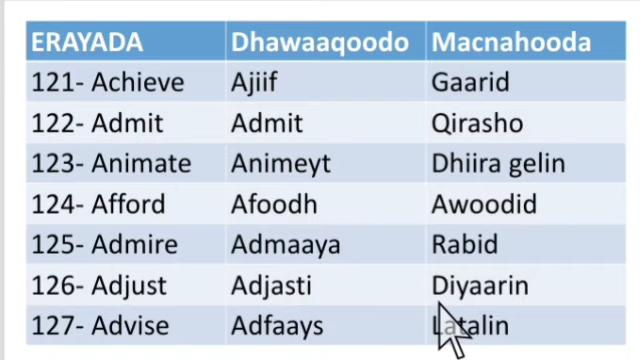 ERAYADA Dhawaaqoodo Macnahooda
121- Achieve Ajiif Gaarid
122- Admit Admit Qirasho
123- Animate Animeyt Dhiira gelin
124- Afford Afoodh Awoodid
125- Admire Admaaya Rabid
126- Adjust Adjasti Diyaarin
127- Advise Adfaays Latalin